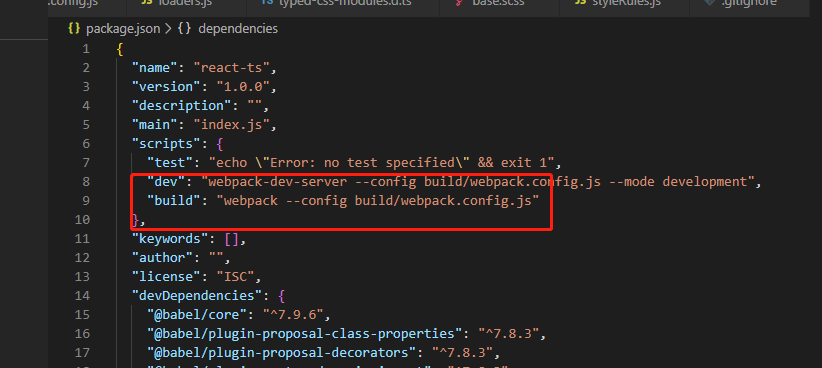 .config.js loaders.js typed-css-modules.d.ts base.scss styleRules.js .gitignore
{} package.json > {} dependencies
1 {
2 "name": "react-ts",
3 "version": "1.0.0",
4 "description": "",
5 "main": "index.js",
6 "scripts": {
7 "test": "echo \"Error: no test specified\" && exit 1",
8 "dev": "webpack-dev-server --config build/webpack.config.js --mode development",
9 "build": "webpack --config build/webpack.config.js"
10 },
11 "keywords": [],
12 "author": "",
13 "license": "ISC",
14 "devDependencies": {
15 "@babel/core": "^7.9.6",
16 "@babel/plugin-proposal-class-properties": "^7.8.3",
17 "@babel/plugin-proposal-decorators": "^7.8.3",